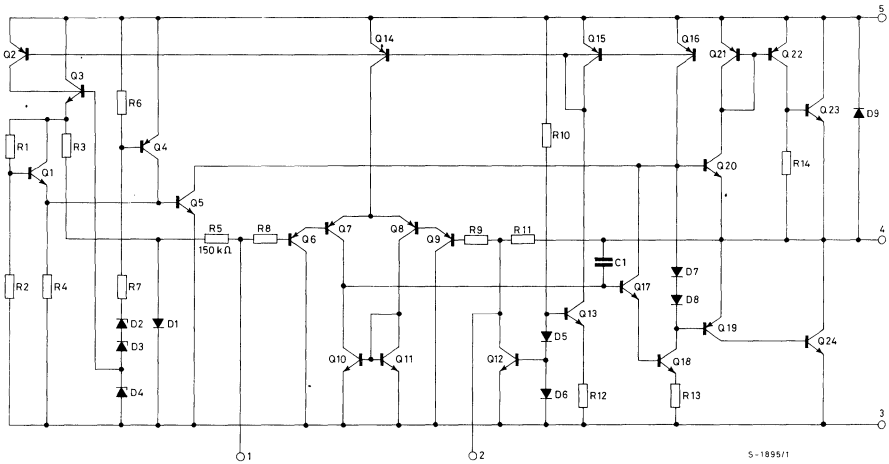 5
Q14
Q15
Q16
Q2
Q21
Q22
Q3
R6
Q23
D9
R10
R1
R3
Q4
R14
Q1
Q20
Q5
R5
R8
Q7
Q8
R9
R11
4
150 kΩ
Q6
Q9
C1
D7
R2
R4
R7
Q17
D8
D2
D1
Q13
Q19
D3
D5
Q10
Q11
Q12
Q18
Q24
D4
D6
R12
R13
3
1
2
S-1895/1